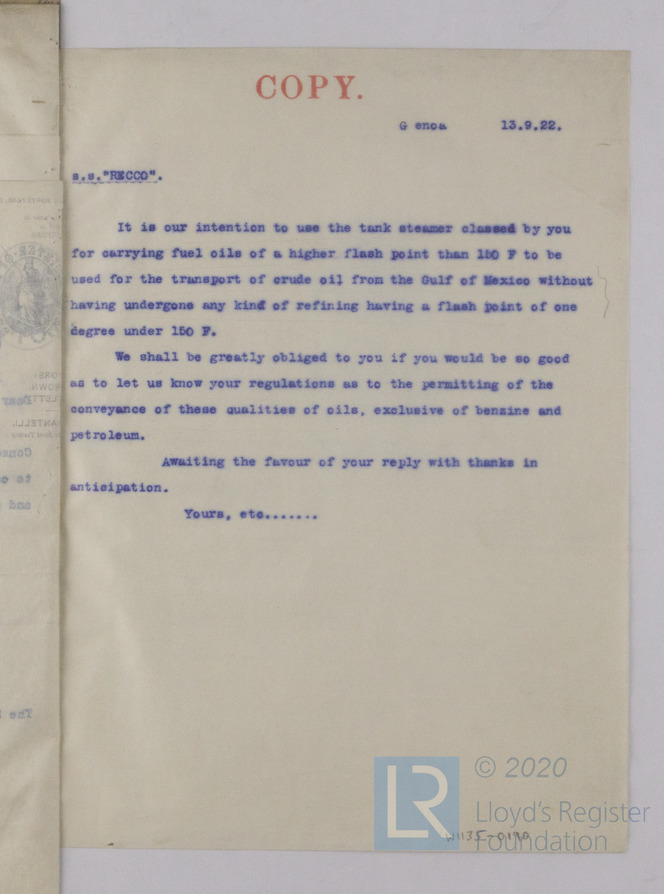 COPY.
G enoa 13.9.22.
s.s."RECCO".
It is our intention to use the tank steamer classed by you
for carrying fuel oils of a higher flash point than 150 F to be
used for the transport of crude oil from the Gulf of Mexico without
having undergone any kind of refining having a flash point of one
degree under 150 F.
We shall be greatly obliged to you if you would be so good
as to let us know your regulations as to the permitting of the
conveyance of these qualities of oils, exclusive of benzine and
petroleum.
Awaiting the favour of your reply with thanks in
anticipation.
Yours, etc.......
LR
© 2020
Lloyd's Register
Foundation
W1135-0190